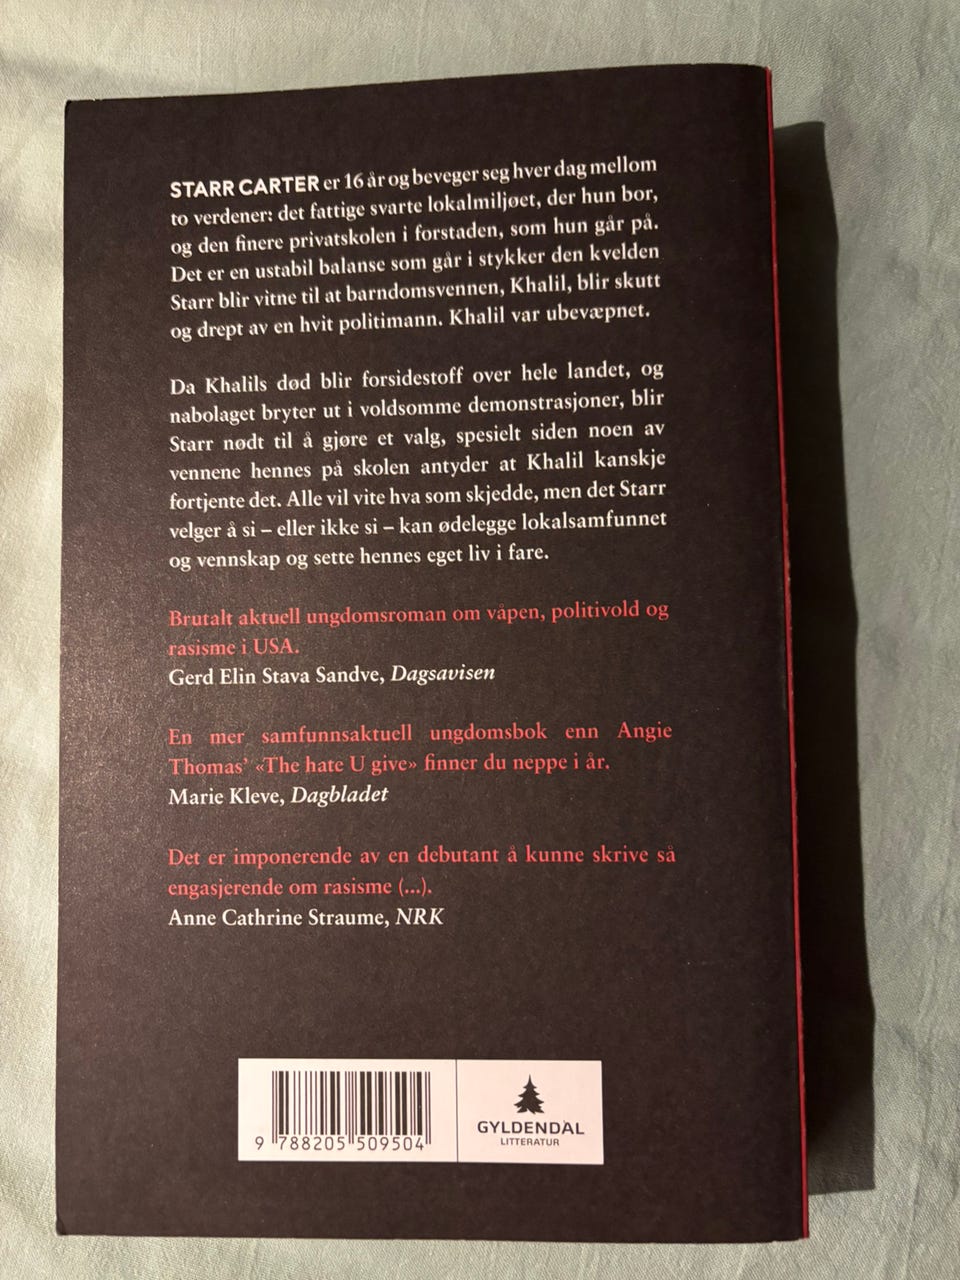 STARR CARTER er 16 år og beveger seg hver dag mellom
to verdener: det fattige svarte lokalmiljøet, der hun bor,
og den finere privatskolen i forstaden, som hun går på.
Det er en ustabil balanse som går i stykker den kvelden
Starr blir vitne til at barndomsvennen, Khalil, blir skutt
og drept av en hvit politimann. Khalil var ubevæpnet.
Da Khalils død blir forsidestoff over hele landet, og
nabolaget bryter ut i voldsomme demonstrasjoner, blir
Starr nødt til å gjøre et valg, spesielt siden noen av
vennene hennes på skolen antyder at Khalil kanskje
fortjente det. Alle vil vite hva som skjedde, men det Starr
velger å si – eller ikke si – kan ødelegge lokalsamfunnet
og vennskap og sette hennes eget liv i fare.
Brutalt aktuell ungdomsroman om våpen, politivold og
rasisme i USA.
Gerd Elin Stava Sandve, Dagsavisen
En mer samfunnsaktuell ungdomsbok enn Angie
Thomas’ «The hate U give» finner du neppe i år.
Marie Kleve, Dagbladet
Det er imponerende av en debutant å kunne skrive så
engasjerende om rasisme (...).
Anne Cathrine Straume, NRK
9 788205 509504
GYLDENDAL
LITTERATUR